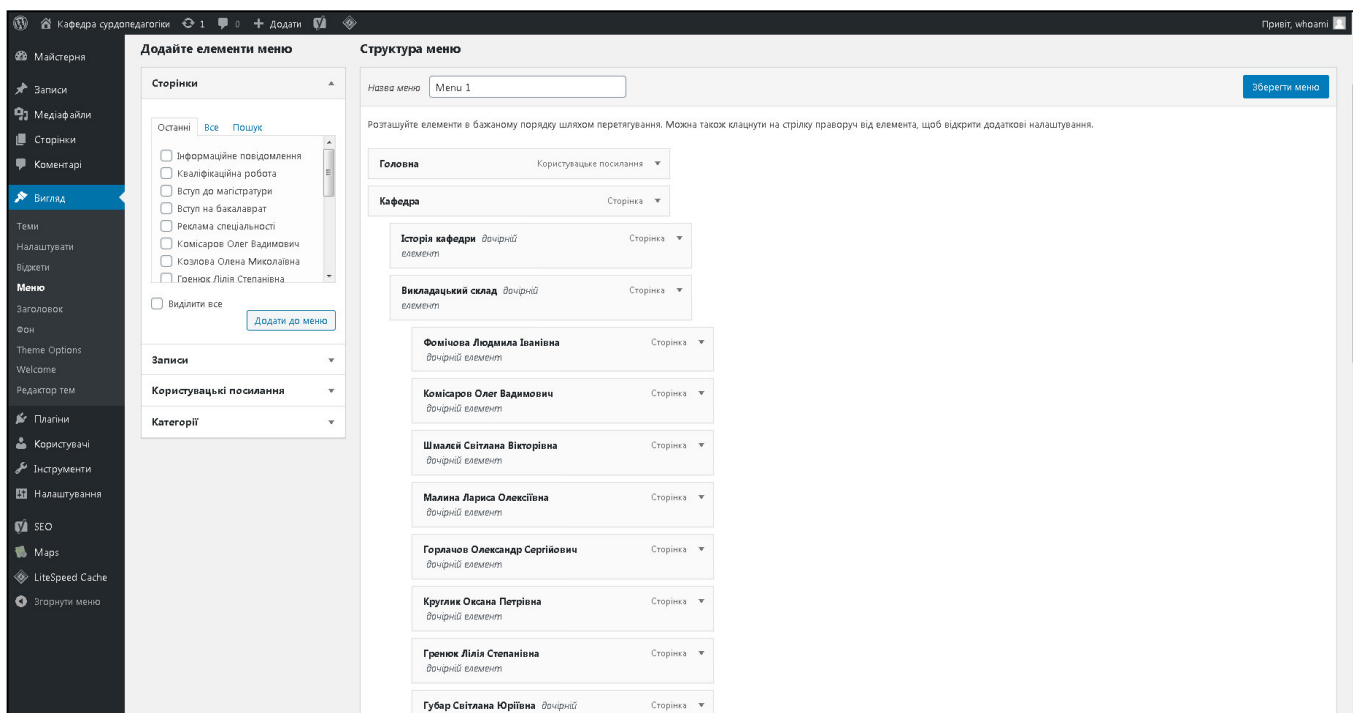 Кафедра сурдопедагогіки 1 0 + Додати
Привіт, whoami
Майстерня
Записи
Медіафайли
Сторінки
Коментарі
Вигляд
Теми
Налаштувати
Віджети
Меню
Заголовок
Фон
Theme Options
Welcome
Редактор тем
Плагіни
Користувачі
Інструменти
Налаштування
SEO
Maps
LiteSpeed Cache
Згорнути меню
Додайте елементи меню
Сторінки
Останні Все Пошук
Інформаційне повідомлення
Кваліфікаційна робота
Вступ до магістратури
Вступ на бакалаврат
Реклама спеціальності
Комісаров Олег Вадимович
Козлова Олена Миколаївна
Гренюк Лілія Степанівна
Виділити все
Додати до меню
Записи
Користувацькі посилання
Категорії
Структура меню
Назва меню Menu 1
Зберегти меню
Розташуйте елементи в бажаному порядку шляхом перетягування. Можна також клацнути на стрілку праворуч від елемента, щоб відкрити додаткові налаштування.
Головна Користувацьке посилання
Кафедра Сторінка
Історія кафедри дочірній Сторінка
елемент
Викладацький склад дочірній Сторінка
елемент
Фомічова Людмила Іванівна Сторінка
дочірній елемент
Комісаров Олег Вадимович Сторінка
дочірній елемент
Шмалєй Світлана Вікторівна Сторінка
дочірній елемент
Малина Лариса Олексіївна Сторінка
дочірній елемент
Горлачов Олександр Сергійович Сторінка
дочірній елемент
Круглик Оксана Петрівна Сторінка
дочірній елемент
Гренюк Лілія Степанівна Сторінка
дочірній елемент
Губар Світлана Юріївна дочірній Сторінка